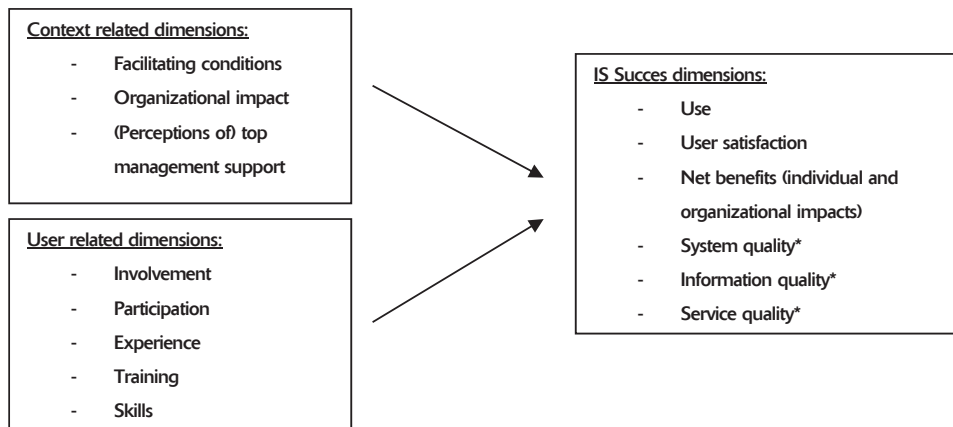 Context related dimensions:
- Facilitating conditions
- Organizational impact
- (Perceptions of) top
management support
User related dimensions:
- Involvement
- Participation
- Experience
- Training
- Skills
IS Succes dimensions:
- Use
- User satisfaction
- Net benefits (individual and
organizational impacts)
- System quality*
- Information quality*
- Service quality*